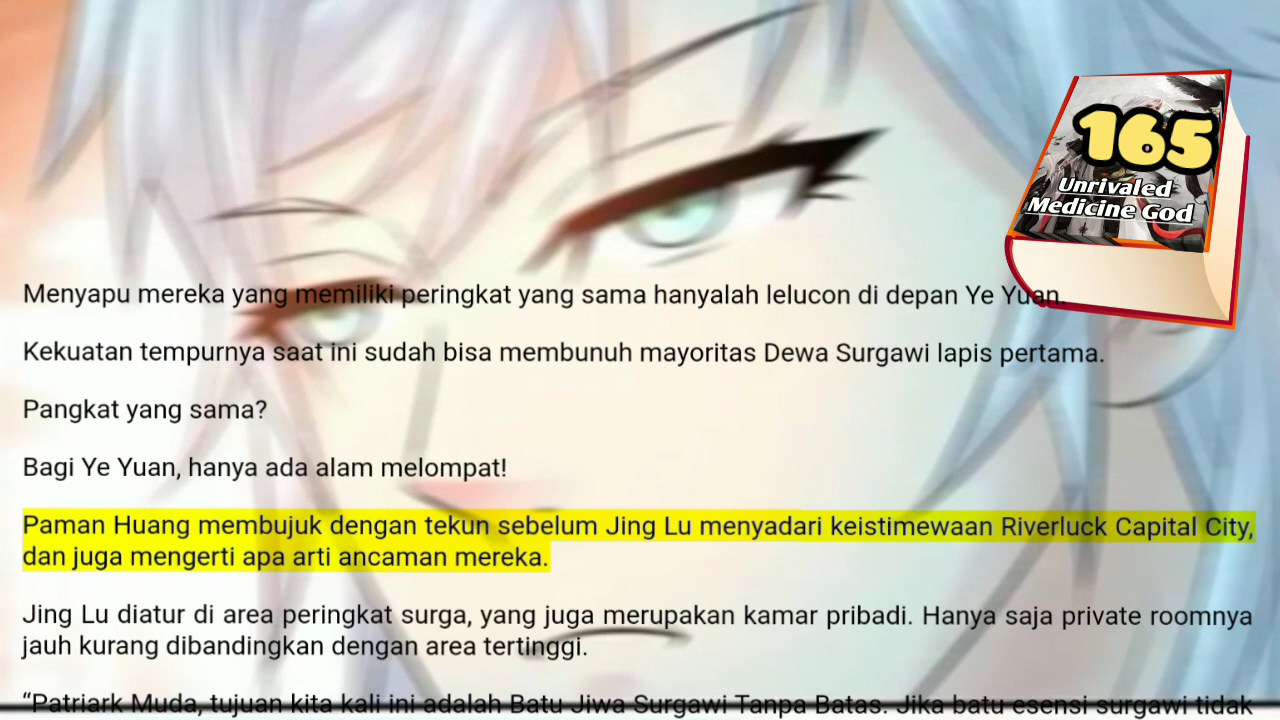 165
Unrivaled
Medicine God
Menyapu mereka yang memiliki peringkat yang sama hanyalah lelucon di depan Ye Yuan.
Kekuatan tempurnya saat ini sudah bisa membunuh mayoritas Dewa Surgawi lapis pertama.
Pangkat yang sama?
Bagi Ye Yuan, hanya ada alam melompat!
Paman Huang membujuk dengan tekun sebelum Jing Lu menyadari keistimewaan Riverluck Capital City,
dan juga mengerti apa arti ancaman mereka.
Jing Lu diatur di area peringkat surga, yang juga merupakan kamar pribadi. Hanya saja private roomnya
jauh kurang dibandingkan dengan area tertinggi.
“Patriark Muda, tujuan kita kali ini adalah Batu Jiwa Surgawi Tanpa Batas. Jika batu esensi surgawi tidak